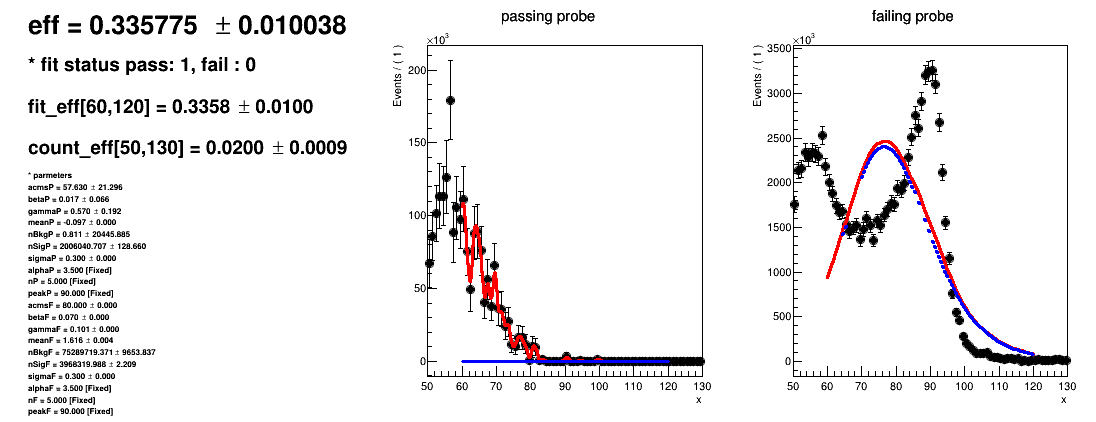 eff = 0.335775 ± 0.010038
* fit status pass: 1, fail : 0
fit_eff[60,120] = 0.3358 ± 0.0100
count_eff[50,130] = 0.0200 ± 0.0009
* parmeters
acmsP = 57.630 ± 21.296
betaP = 0.017 ± 0.066
gammaP = 0.570 ± 0.192
meanP = -0.097 ± 0.000
nBkgP = 0.811 ± 20445.885
nSigP = 2006040.707 ± 128.660
sigmaP = 0.300 ± 0.000
alphaP = 3.500 [Fixed]
nP = 5.000 [Fixed]
peakP = 90.000 [Fixed]
acmsF = 80.000 ± 0.000
betaF = 0.070 ± 0.000
gammaF = 0.101 ± 0.000
meanF = 1.616 ± 0.004
nBkgF = 75289719.371 ± 9653.837
nSigF = 3968319.988 ± 2.209
sigmaF = 0.300 ± 0.000
alphaF = 3.500 [Fixed]
nF = 5.000 [Fixed]
peakF = 90.000 [Fixed]
passing probe
×10³
Events / ( 1 )
200
150
100
50
0
50 60 70 80 90 100 110 120 130
x
failing probe
×10³
Events / ( 1 )
3500
3000
2500
2000
1500
1000
500
0
50 60 70 80 90 100 110 120 130
x